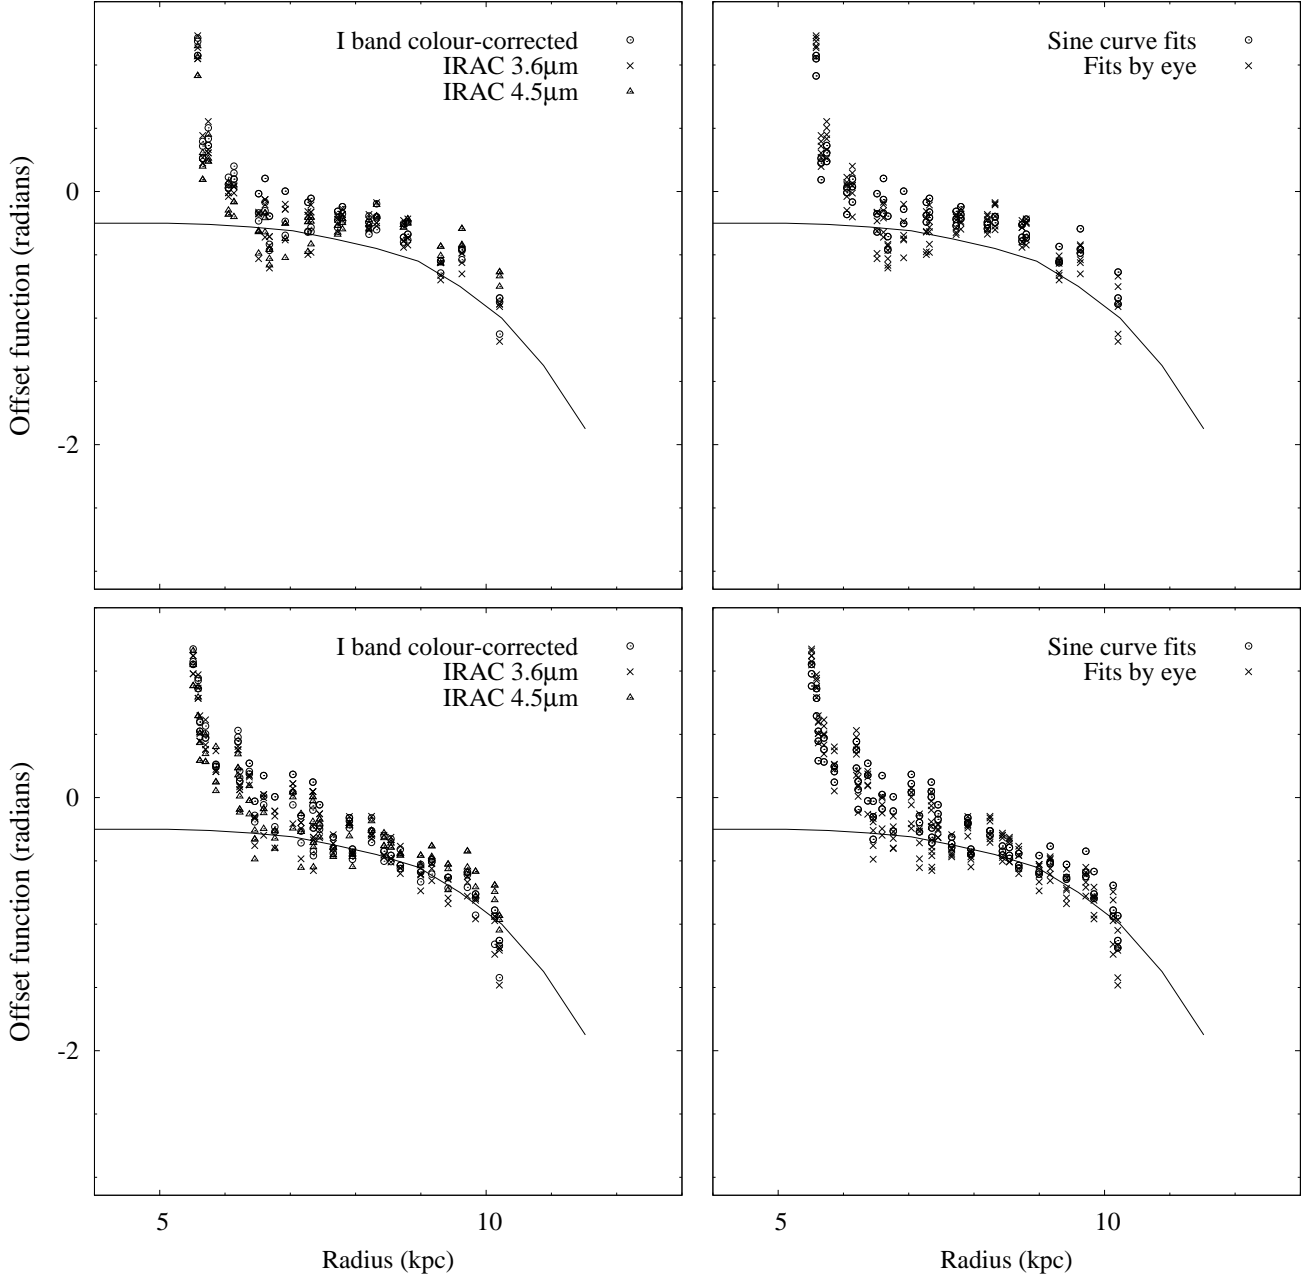 I band colour-corrected
IRAC 3.6μm
IRAC 4.5μm
Sine curve fits
Fits by eye
Offset function (radians)
0
-2
I band colour-corrected
IRAC 3.6μm
IRAC 4.5μm
Sine curve fits
Fits by eye
Offset function (radians)
0
-2
5
10
5
10
Radius (kpc)
Radius (kpc)